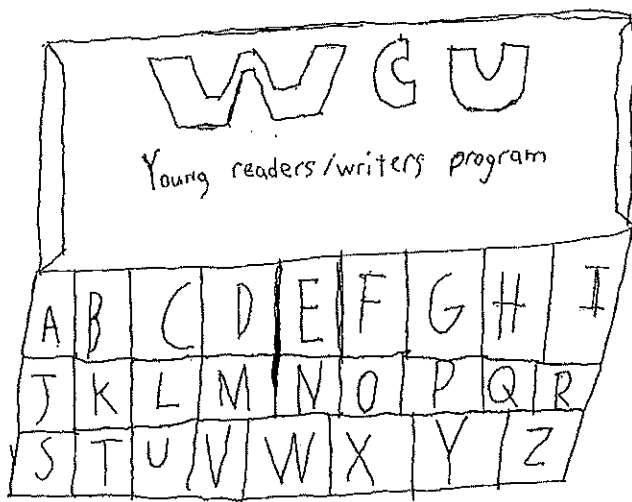 WCU
Young readers/writers program
A B C D E F G H I
J K L M N O P Q R
S T U V W X Y Z